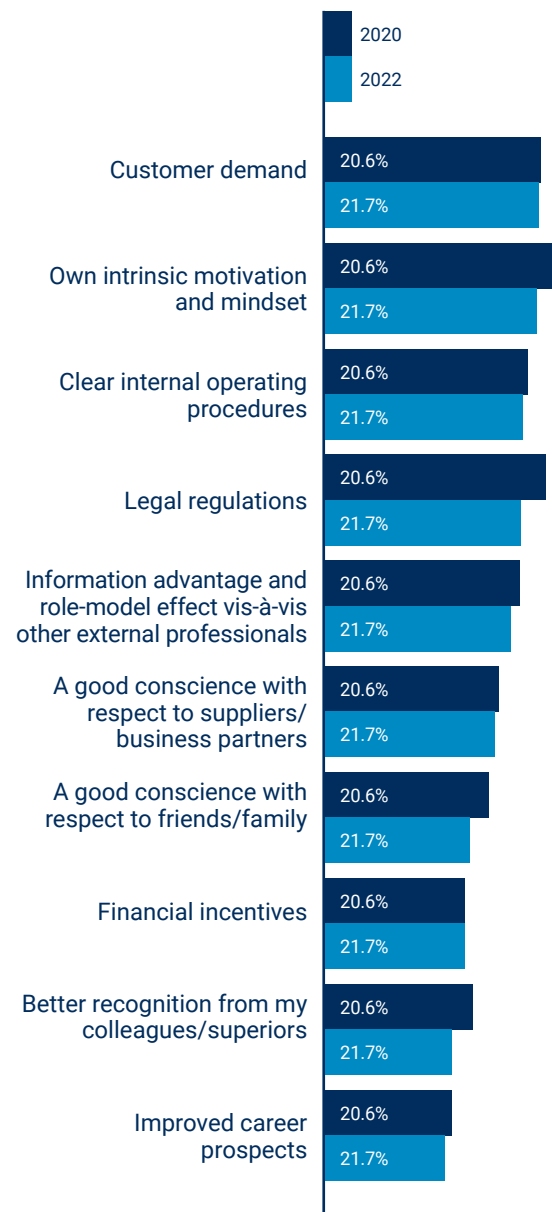 2020
2022
Customer demand
20.6%
21.7%
Own intrinsic motivation
and mindset
20.6%
21.7%
Clear internal operating
procedures
20.6%
21.7%
Legal regulations
20.6%
21.7%
Information advantage and
role-model effect vis-à-vis
other external professionals
20.6%
21.7%
A good conscience with
respect to suppliers/
business partners
20.6%
21.7%
A good conscience with
respect to friends/family
20.6%
21.7%
Financial incentives
20.6%
21.7%
Better recognition from my
colleagues/superiors
20.6%
21.7%
Improved career
prospects
20.6%
21.7%